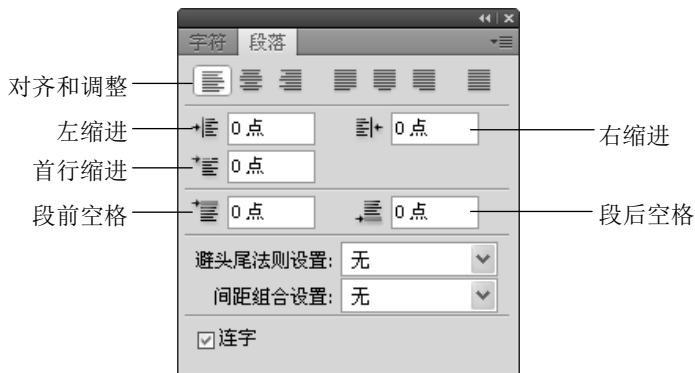 字符 段落
对齐和调整
左缩进 0 点 0 点 右缩进
首行缩进 0 点
段前空格 0 点 0 点 段后空格
避头尾法则设置: 无
间距组合设置: 无
连字